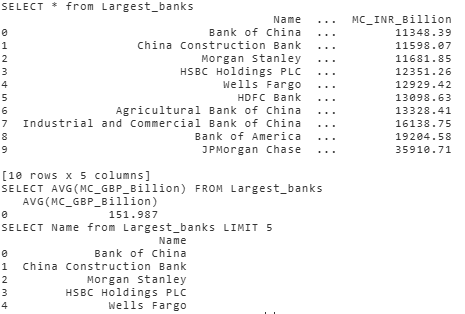 SELECT * from Largest_banks
Name ... MC_INR_Billion
0 Bank of China ... 11348.39
1 China Construction Bank ... 11598.07
2 Morgan Stanley ... 11681.85
3 HSBC Holdings PLC ... 12351.26
4 Wells Fargo ... 12929.42
5 HDFC Bank ... 13098.63
6 Agricultural Bank of China ... 13328.41
7 Industrial and Commercial Bank of China ... 16138.75
8 Bank of America ... 19204.58
9 JPMorgan Chase ... 35910.71
[10 rows x 5 columns]
SELECT AVG(MC_GBP_Billion) FROM Largest_banks
AVG(MC_GBP_Billion)
0 151.987
SELECT Name from Largest_banks LIMIT 5
Name
0 Bank of China
1 China Construction Bank
2 Morgan Stanley
3 HSBC Holdings PLC
4 Wells Fargo